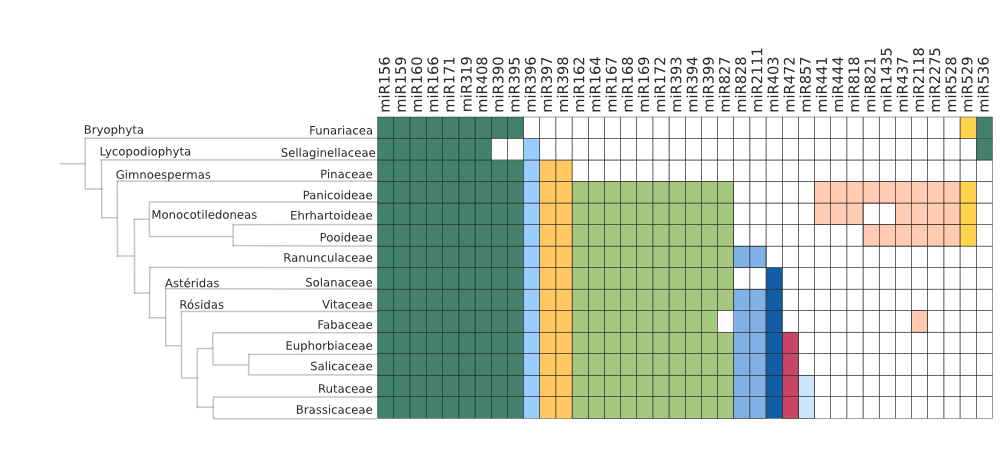 miR156 miR159 miR160 miR166 miR171 miR319 miR408 miR390 miR395 miR396 miR397 miR398 miR162 miR164 miR167 miR168 miR169 miR172 miR393 miR394 miR399 miR827 miR828 miR2111 miR403 miR472 miR857 miR441 miR444 miR818 miR821 miR1435 miR437 miR2118 miR2275 miR528 miR529 miR536
Bryophyta Funariacea
Lycopodiophyta Sellaginellaceae
Gimnoespermas Pinaceae
Panicoideae
Monocotiledoneas Ehrhartoideae
Pooideae
Ranunculaceae
Astéridas Solanaceae
Rósidas Vitaceae
Fabaceae
Euphorbiaceae
Salicaceae
Rutaceae
Brassicaceae